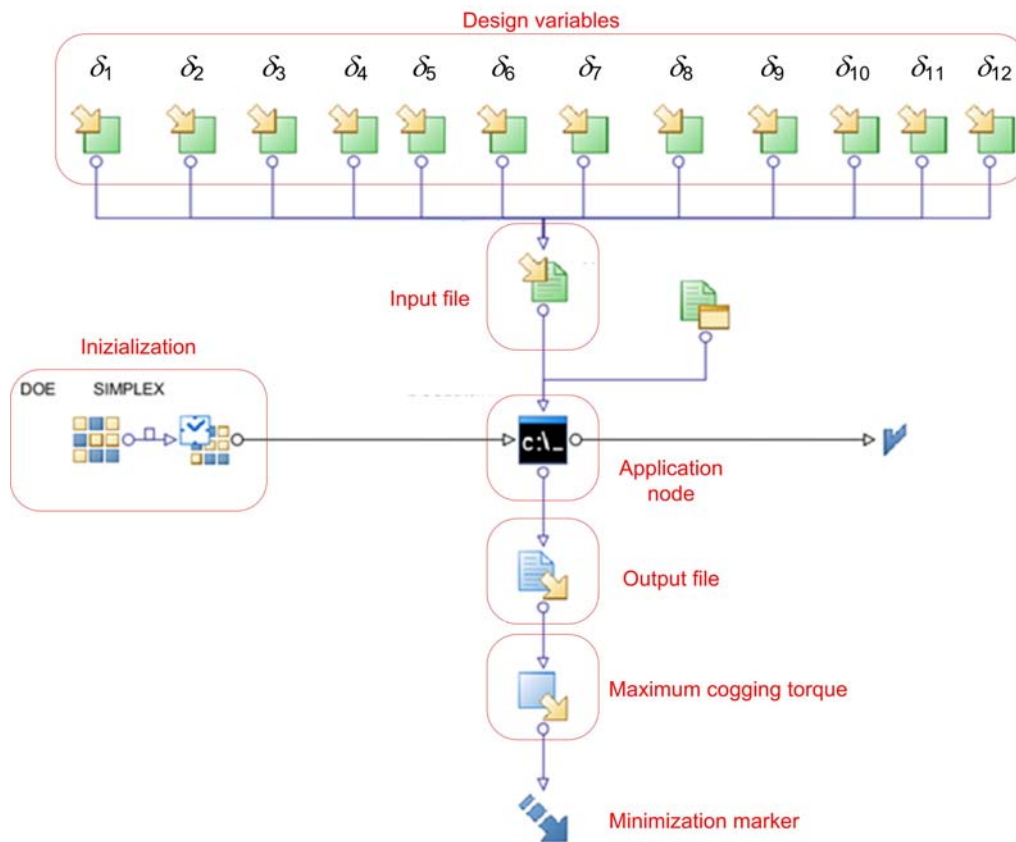 Design variables
δ1 δ2 δ3 δ4 δ5 δ6 δ7 δ8 δ9 δ10 δ11 δ12
Input file
Inizialization
DOE SIMPLEX
c:\_
Application
node
Output file
Maximum cogging torque
Minimization marker